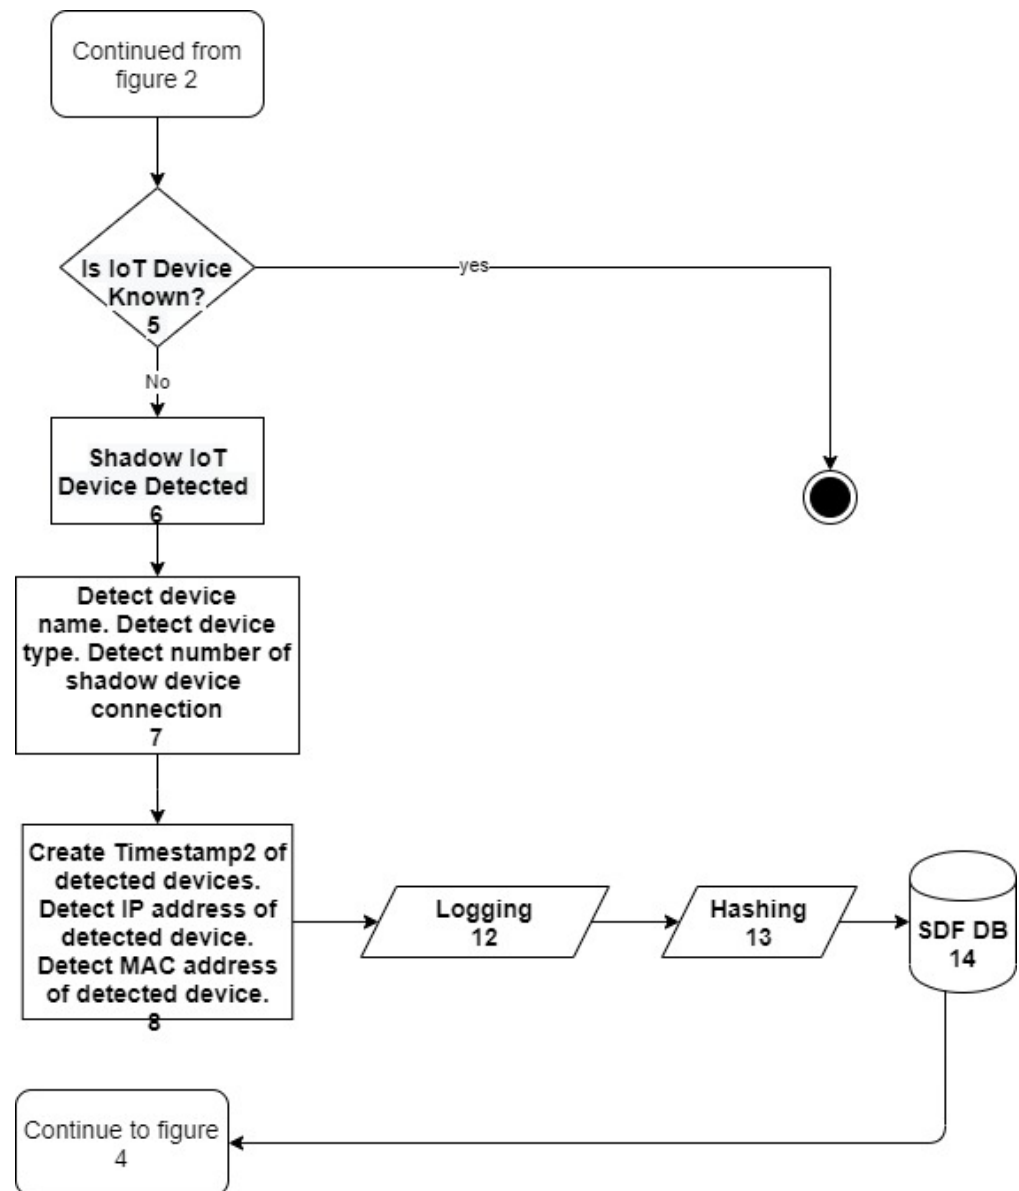 Continued from
figure 2
Is IoT Device
Known?
5
yes
No
Shadow IoT
Device Detected
6
Detect device
name. Detect device
type. Detect number of
shadow device
connection
7
Create Timestamp2 of
detected devices.
Detect IP address of
detected device.
Detect MAC address
of detected device.
8
Logging
12
Hashing
13
SDF DB
14
Continue to figure
4